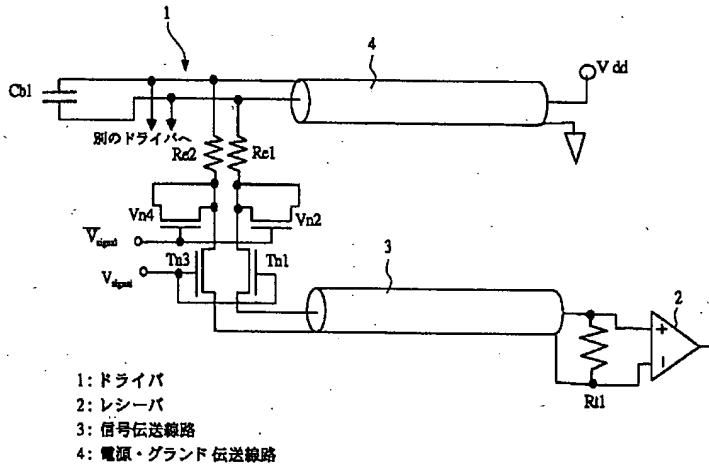 1
4
V dd
Cb1
別のドライバへ
Re2
Re1
Vn4
Vn2
Vsignal
Tn3
Tn1
Vsignal
3
2
+
−
Rt1
1: ドライバ
2: レシーバ
3: 信号伝送線路
4: 電源・グランド伝送線路